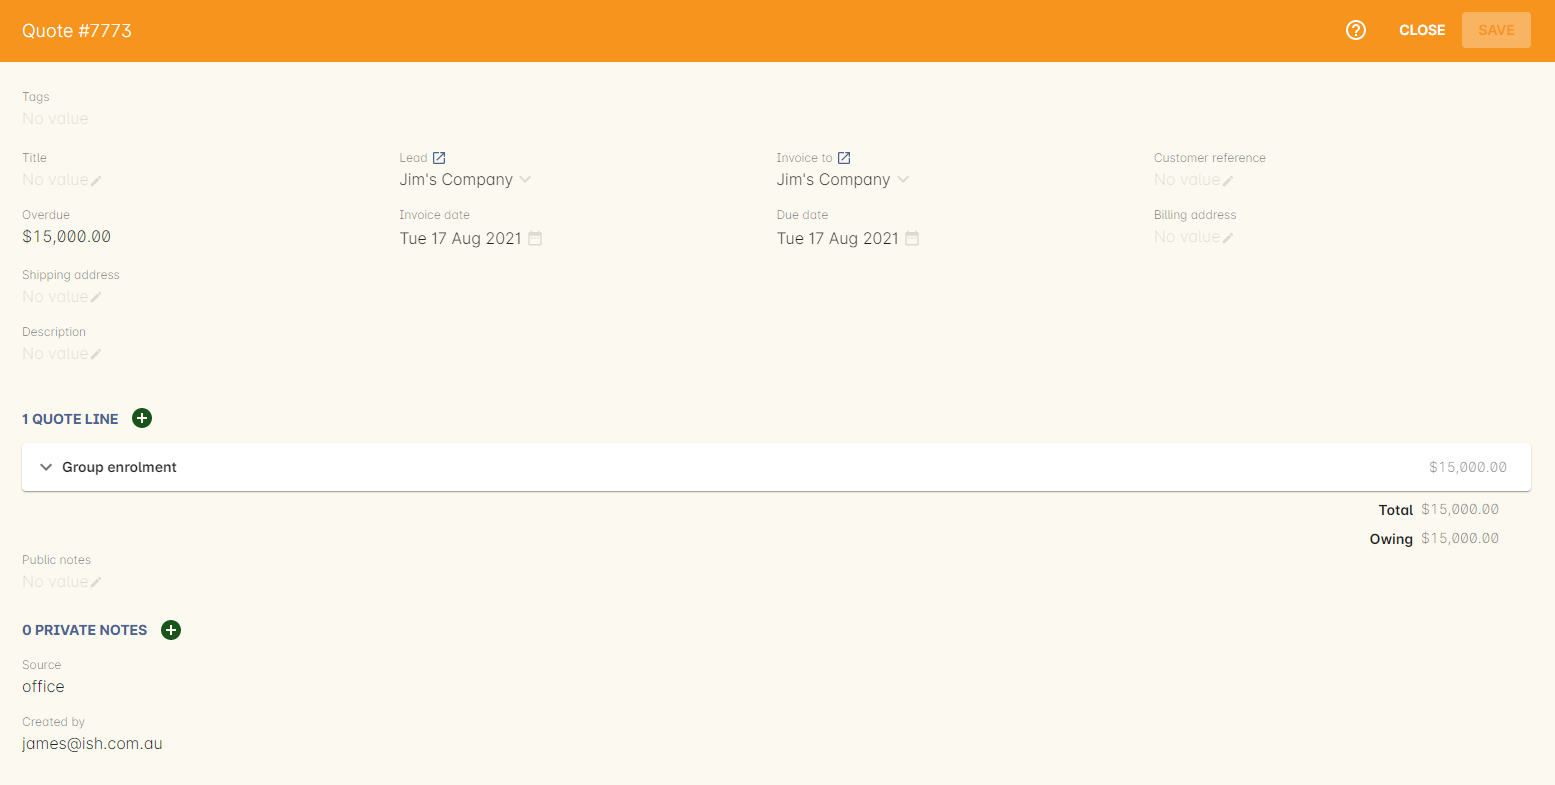 Quote #7773 CLOSE SAVE
Tags
No value
Title Lead Invoice to Customer reference
No value Jim's Company Jim's Company No value
Overdue Invoice date Due date Billing address
$15,000.00 Tue 17 Aug 2021 Tue 17 Aug 2021 No value
Shipping address
No value
Description
No value
1 QUOTE LINE
Group enrolment $15,000.00
Total $15,000.00
Owing $15,000.00
Public notes
No value
0 PRIVATE NOTES
Source
office
Created by
james@ish.com.au